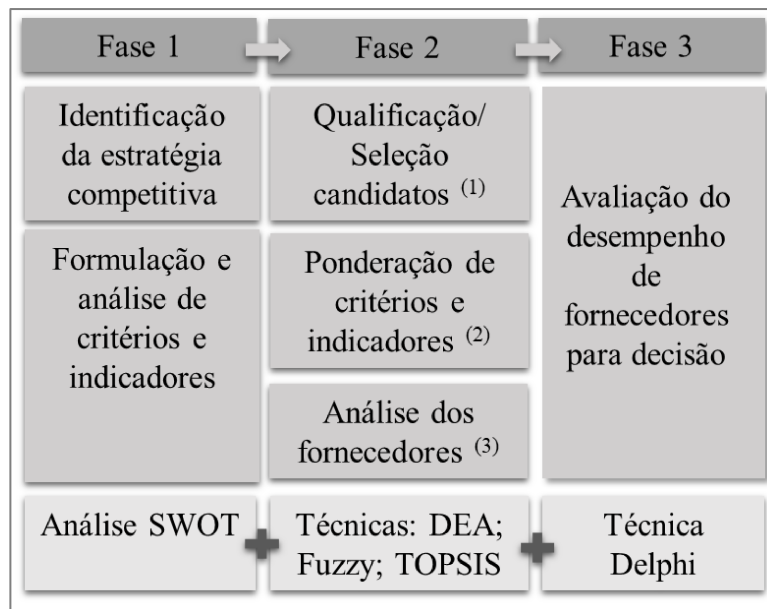 Fase 1
Fase 2
Fase 3
Identificação
da estratégia
competitiva
Formulação e
análise de
critérios e
indicadores
Qualificação/
Seleção
candidatos (1)
Ponderação de
critérios e
indicadores (2)
Análise dos
fornecedores (3)
Avaliação do
desempenho
de
fornecedores
para decisão
Análise SWOT
Técnicas: DEA;
Fuzzy; TOPSIS
Técnica
Delphi